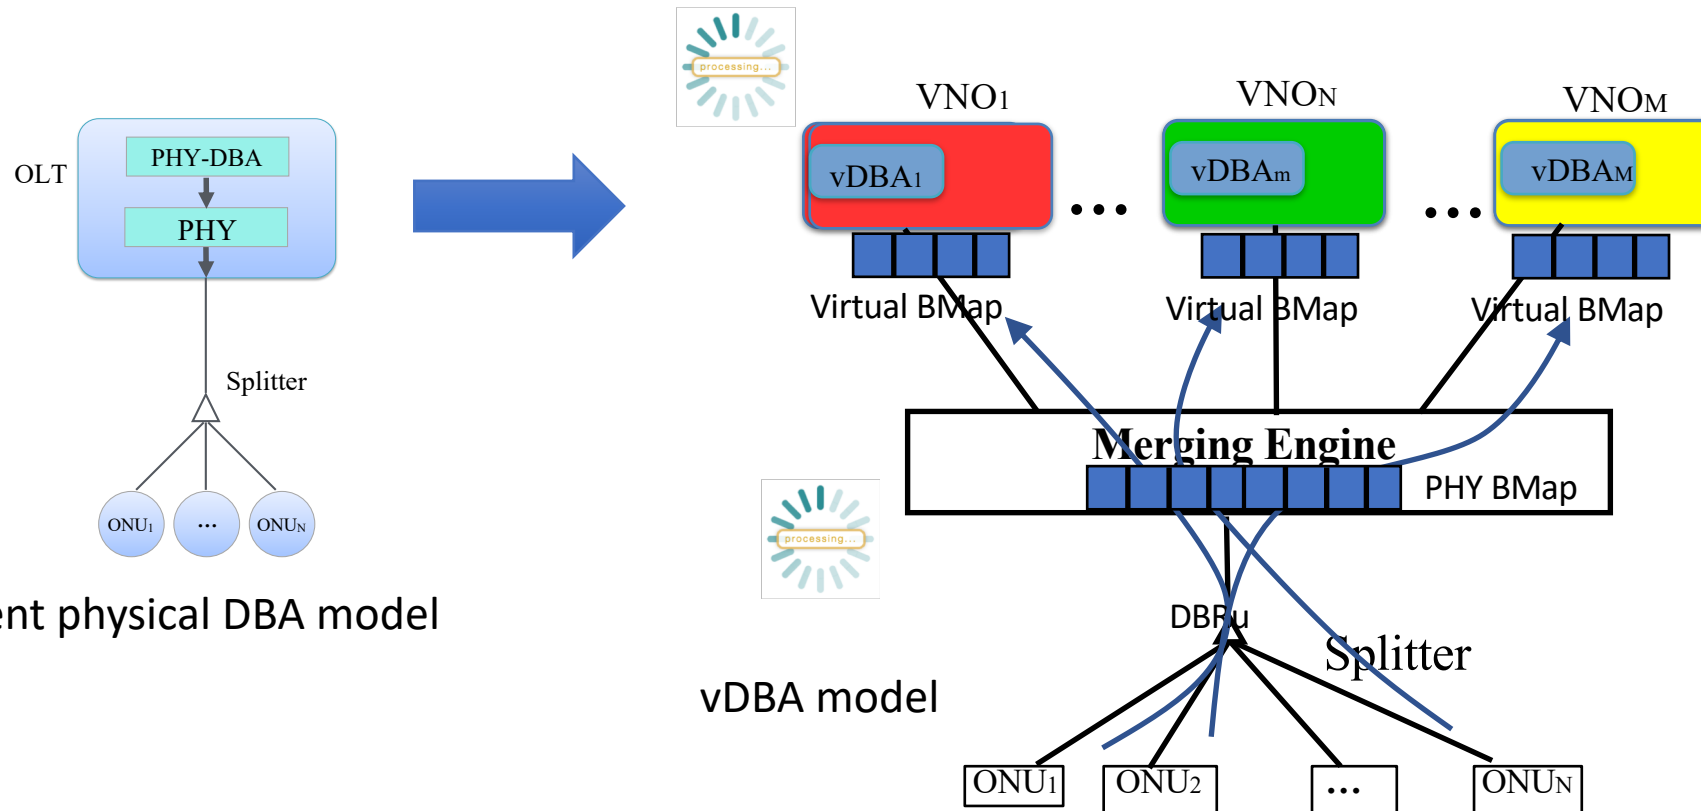 processing...
VNO1
VNON
VNOM
OLT
PHY-DBA
PHY
vDBA1
...
vDBAm
...
vDBAM
Virtual BMap
Virtual BMap
Virtual BMap
Splitter
Merging Engine
PHY BMap
ONU1
...
ONUN
processing...
ent physical DBA model
DBRu
Splitter
vDBA model
ONU1
ONU2
...
ONUN